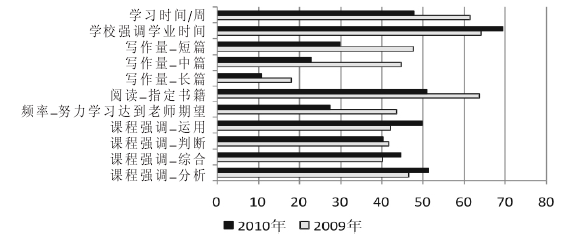 学习时间/周
学校强调学业时间
写作量–短篇
写作量–中篇
写作量–长篇
阅读–指定书籍
频率–努力学习达到老师期望
课程强调–运用
课程强调–判断
课程强调–综合
课程强调–分析
0 10 20 30 40 50 60 70 80
2010年 2009年